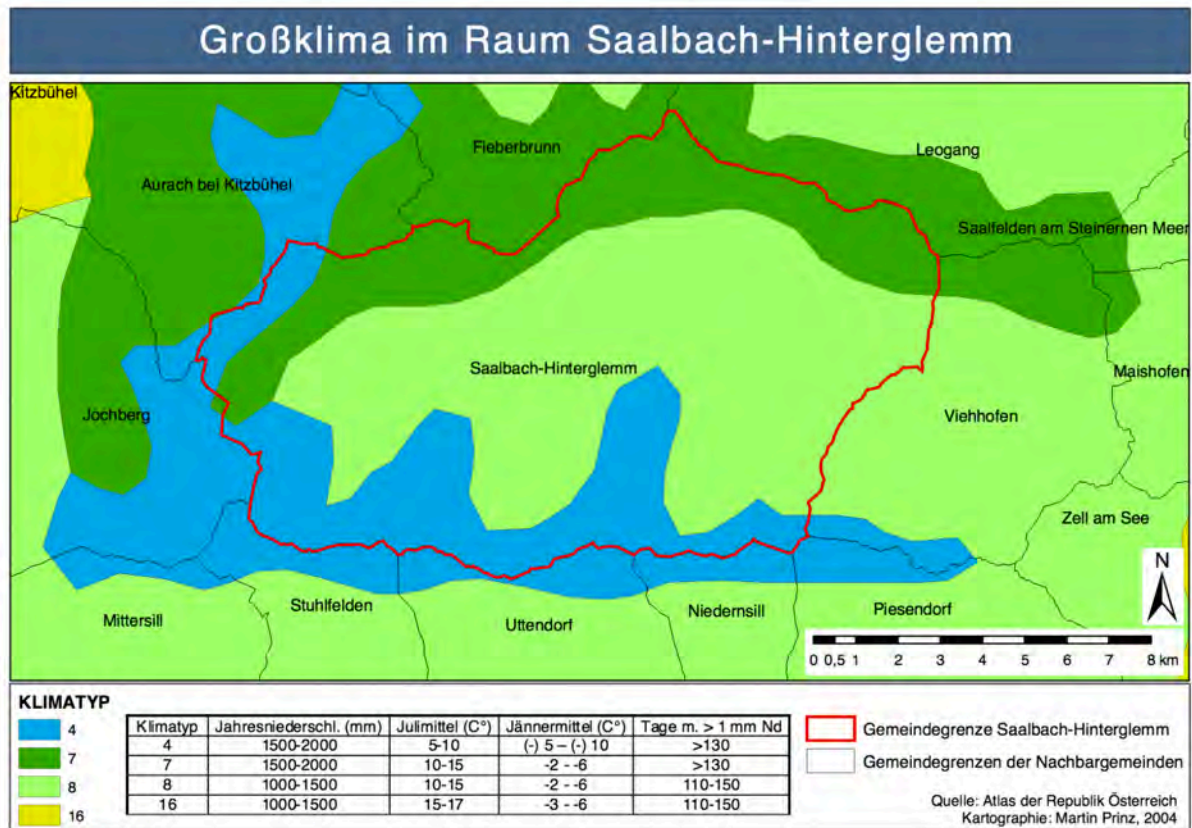 Großklima im Raum Saalbach-Hinterglemm
Kitzbühel
Fieberbrunn
Leogang
Aurach bei Kitzbühel
Saalfelden am Steinernen Meer
Saalbach-Hinterglemm
Maishofen
Jochberg
Viehhofen
Zell am See
N
Mittersill
Stuhlfelden
Uttendorf
Niedernsill
Piesendorf
0 0,5 1 2 3 4 5 6 7 8 km
KLIMATYP
4
7
8
16
Klimatyp Jahresniederschl. (mm) Julimittel (C°) Jännermittel (C°) Tage m. > 1 mm Nd
4 1500-2000 5-10 (-) 5 – (-) 10 >130
7 1500-2000 10-15 -2 - -6 >130
8 1000-1500 10-15 -2 - -6 110-150
16 1000-1500 15-17 -3 - -6 110-150
Gemeindegrenze Saalbach-Hinterglemm
Gemeindegrenzen der Nachbargemeinden
Quelle: Atlas der Republik Österreich
Kartographie: Martin Prinz, 2004